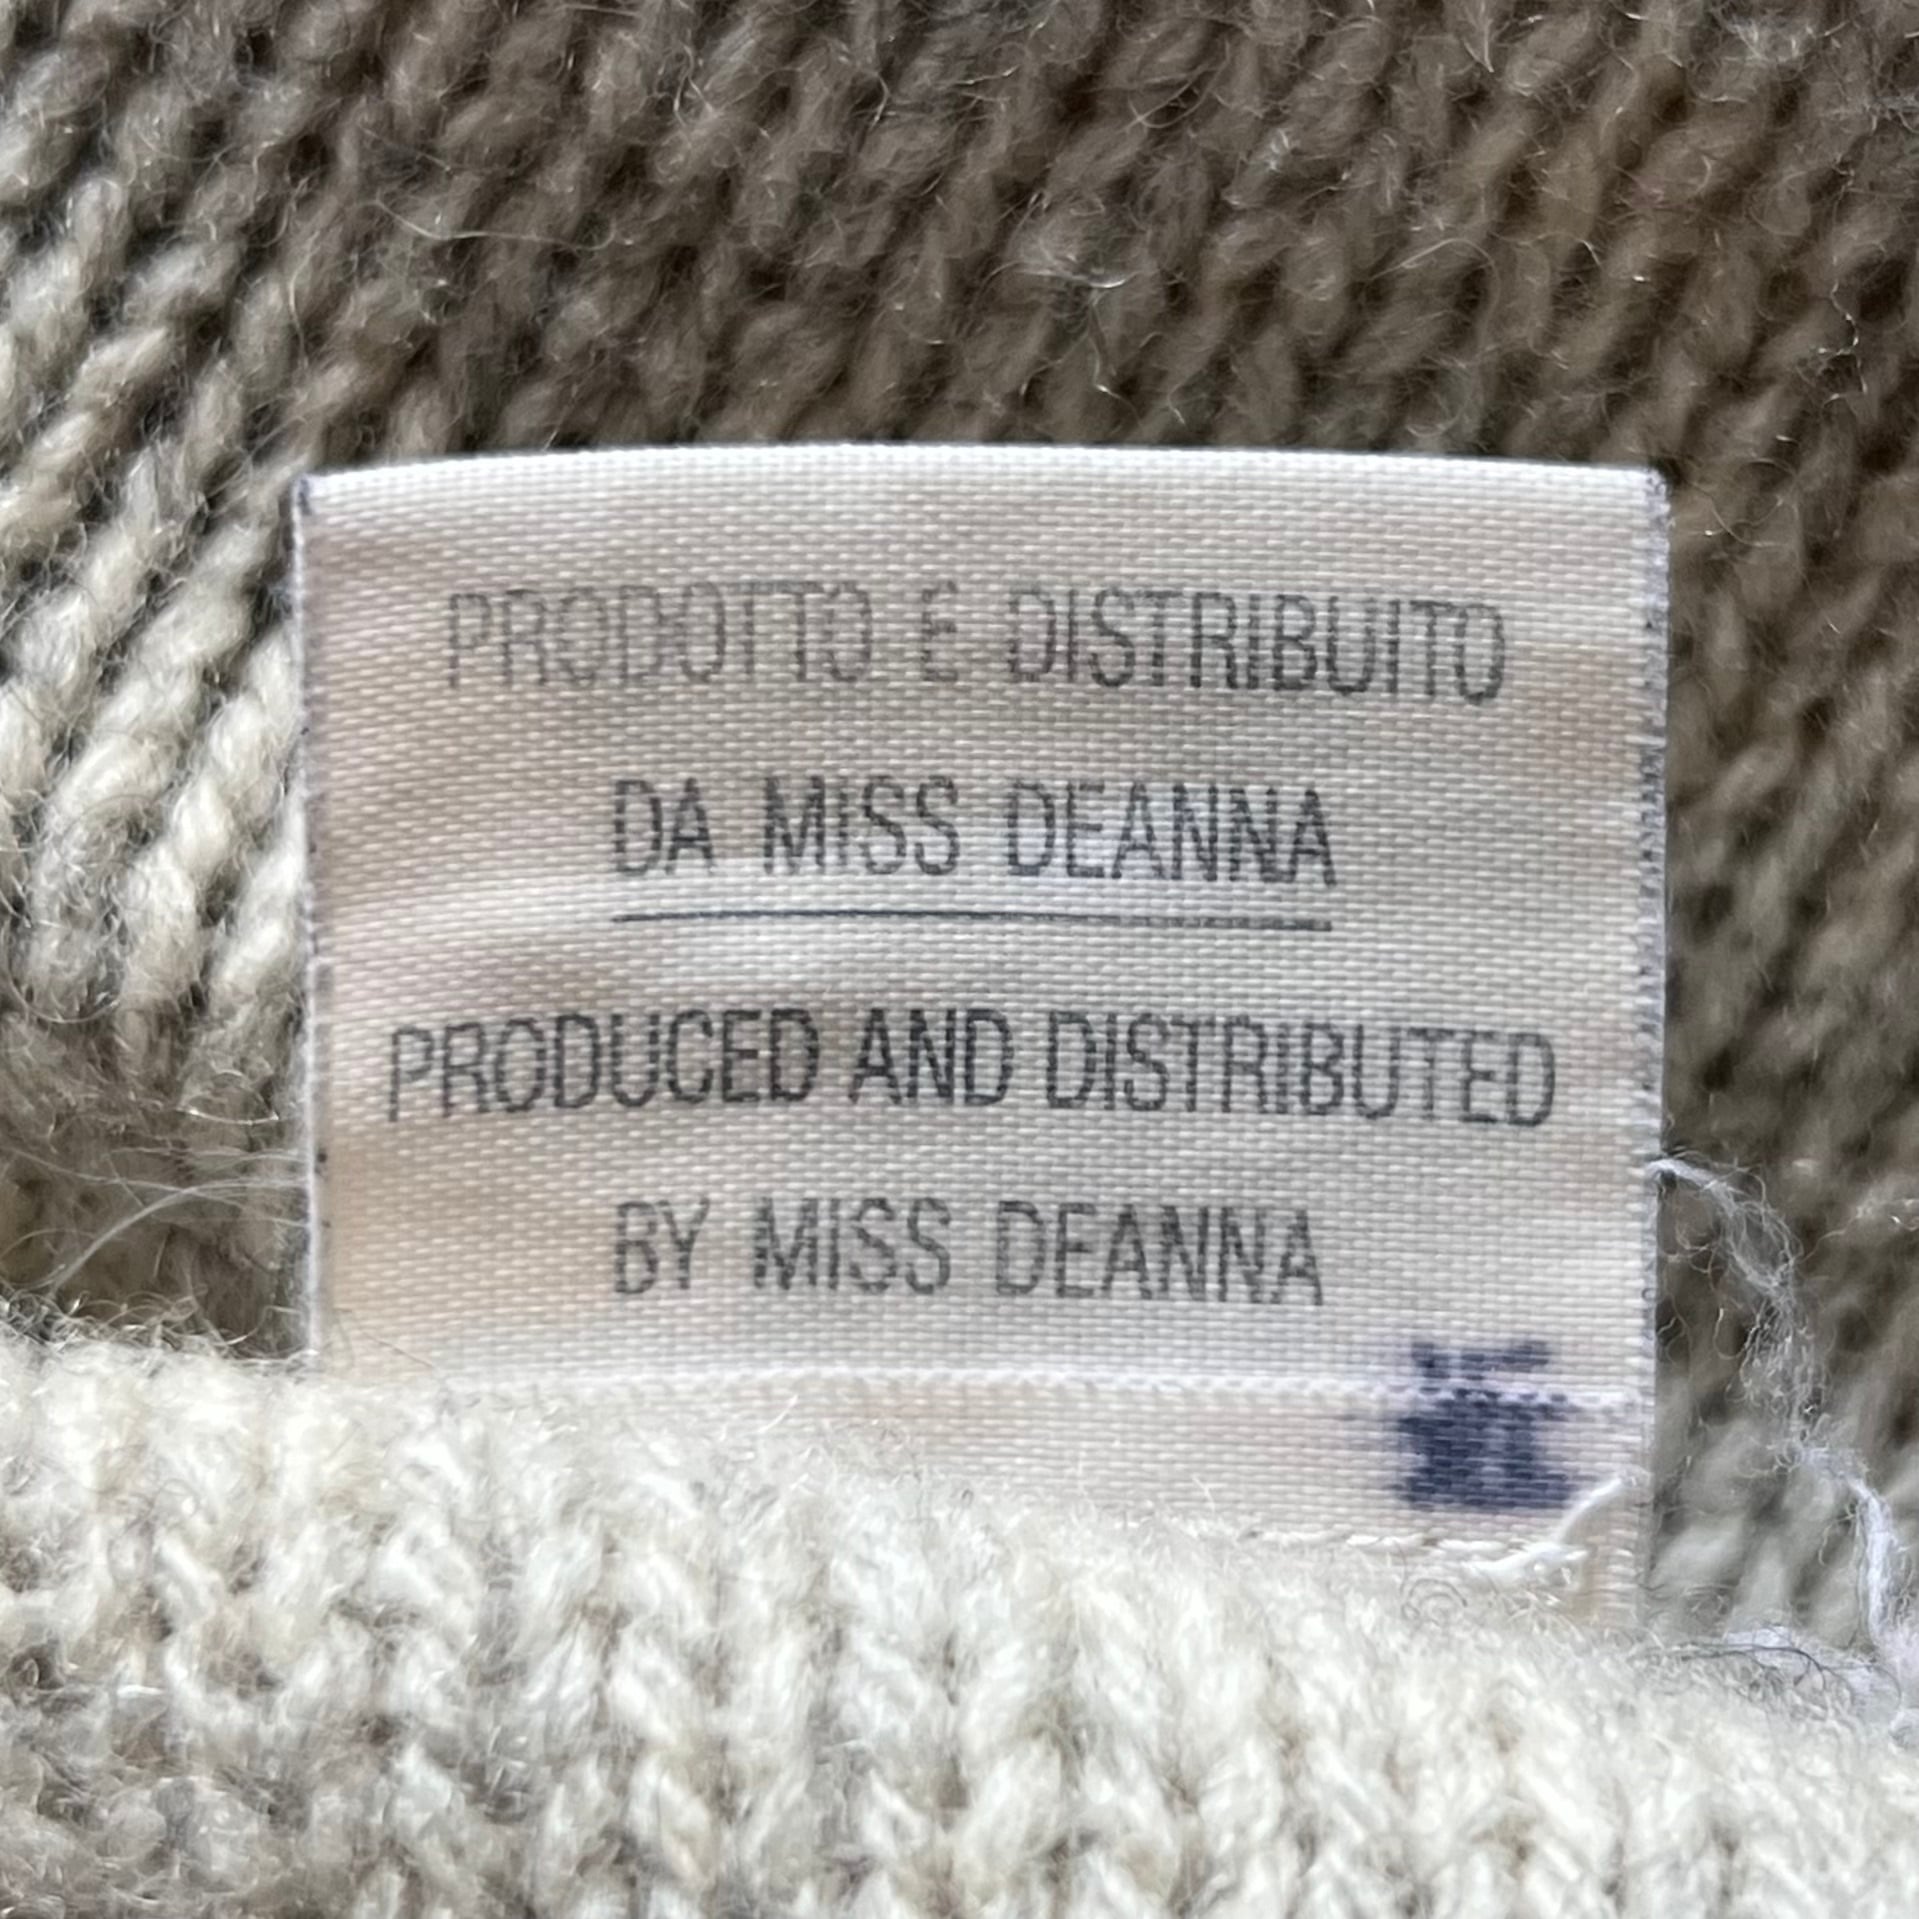 PRODOTTO E DISTRIBUITO
DA MISS DEANNA
PRODUCED AND DISTRIBUTED
BY MISS DEANNA